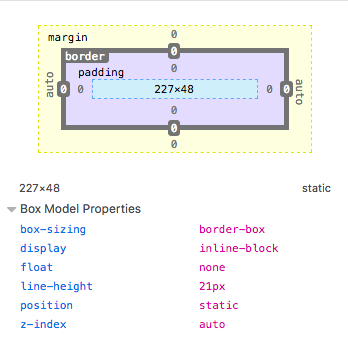 margin
0
border
0
padding
0
auto
0
0
227×48
0
0
auto
0
0
0
227×48 static
Box Model Properties
box-sizing border-box
display inline-block
float none
line-height 21px
position static
z-index auto